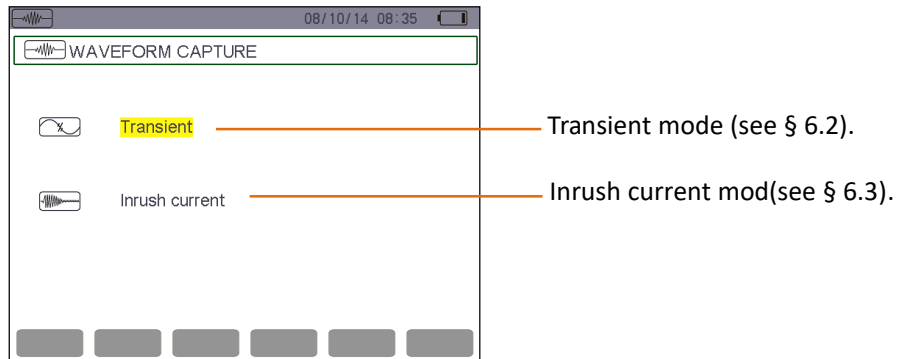 08/10/14 08:35
WAVEFORM CAPTURE
Transient
Transient mode (see § 6.2).
Inrush current
Inrush current mod(see § 6.3).